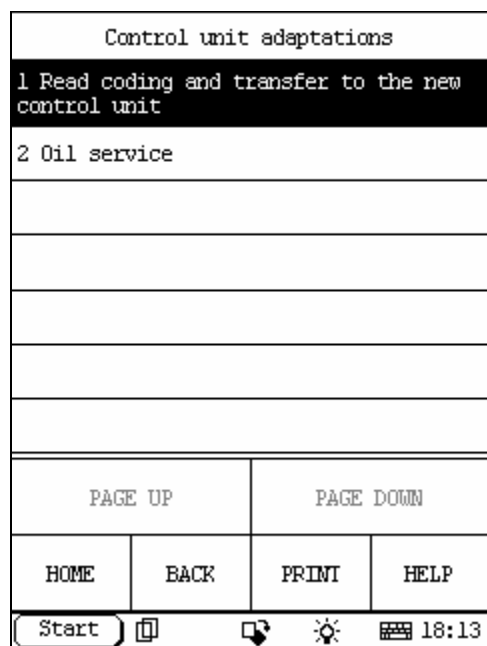 Control unit adaptations
1 Read coding and transfer to the new
control unit
2 Oil service
PAGE UP
PAGE DOWN
HOME
BACK
PRINT
HELP
Start
18:13